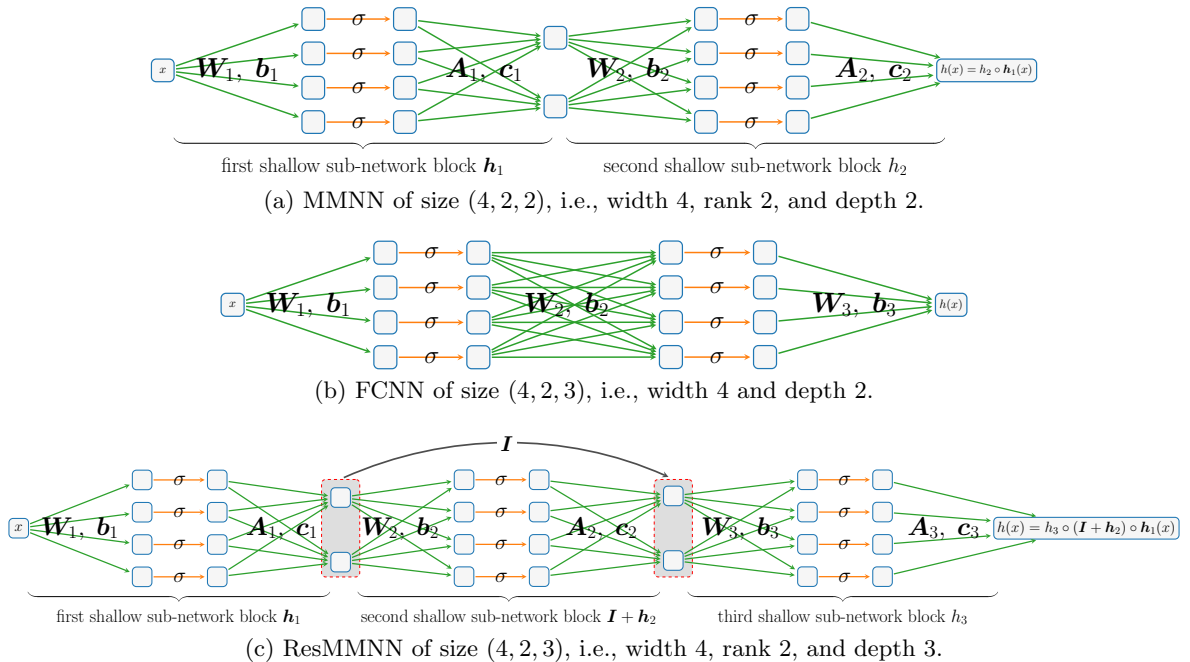 σ
σ
σ
σ
σ
σ
σ
σ
x
W₁, b₁
A₁, c₁
W₂, b₂
A₂, c₂
h(x) = h₂ ∘ h₁(x)
first shallow sub-network block h₁
second shallow sub-network block h₂
(a) MMNN of size (4, 2, 2), i.e., width 4, rank 2, and depth 2.
σ
σ
σ
σ
σ
σ
σ
σ
x
W₁, b₁
W₂, b₂
W₃, b₃
h(x)
(b) FCNN of size (4, 2, 3), i.e., width 4 and depth 2.
I
σ
σ
σ
σ
σ
σ
σ
σ
σ
σ
σ
σ
x
W₁, b₁
A₁, c₁
W₂, b₂
A₂, c₂
W₃, b₃
A₃, c₃
h(x) = h₃ ∘ (I + h₂) ∘ h₁(x)
first shallow sub-network block h₁
second shallow sub-network block I + h₂
third shallow sub-network block h₃
(c) ResMMNN of size (4, 2, 3), i.e., width 4, rank 2, and depth 3.